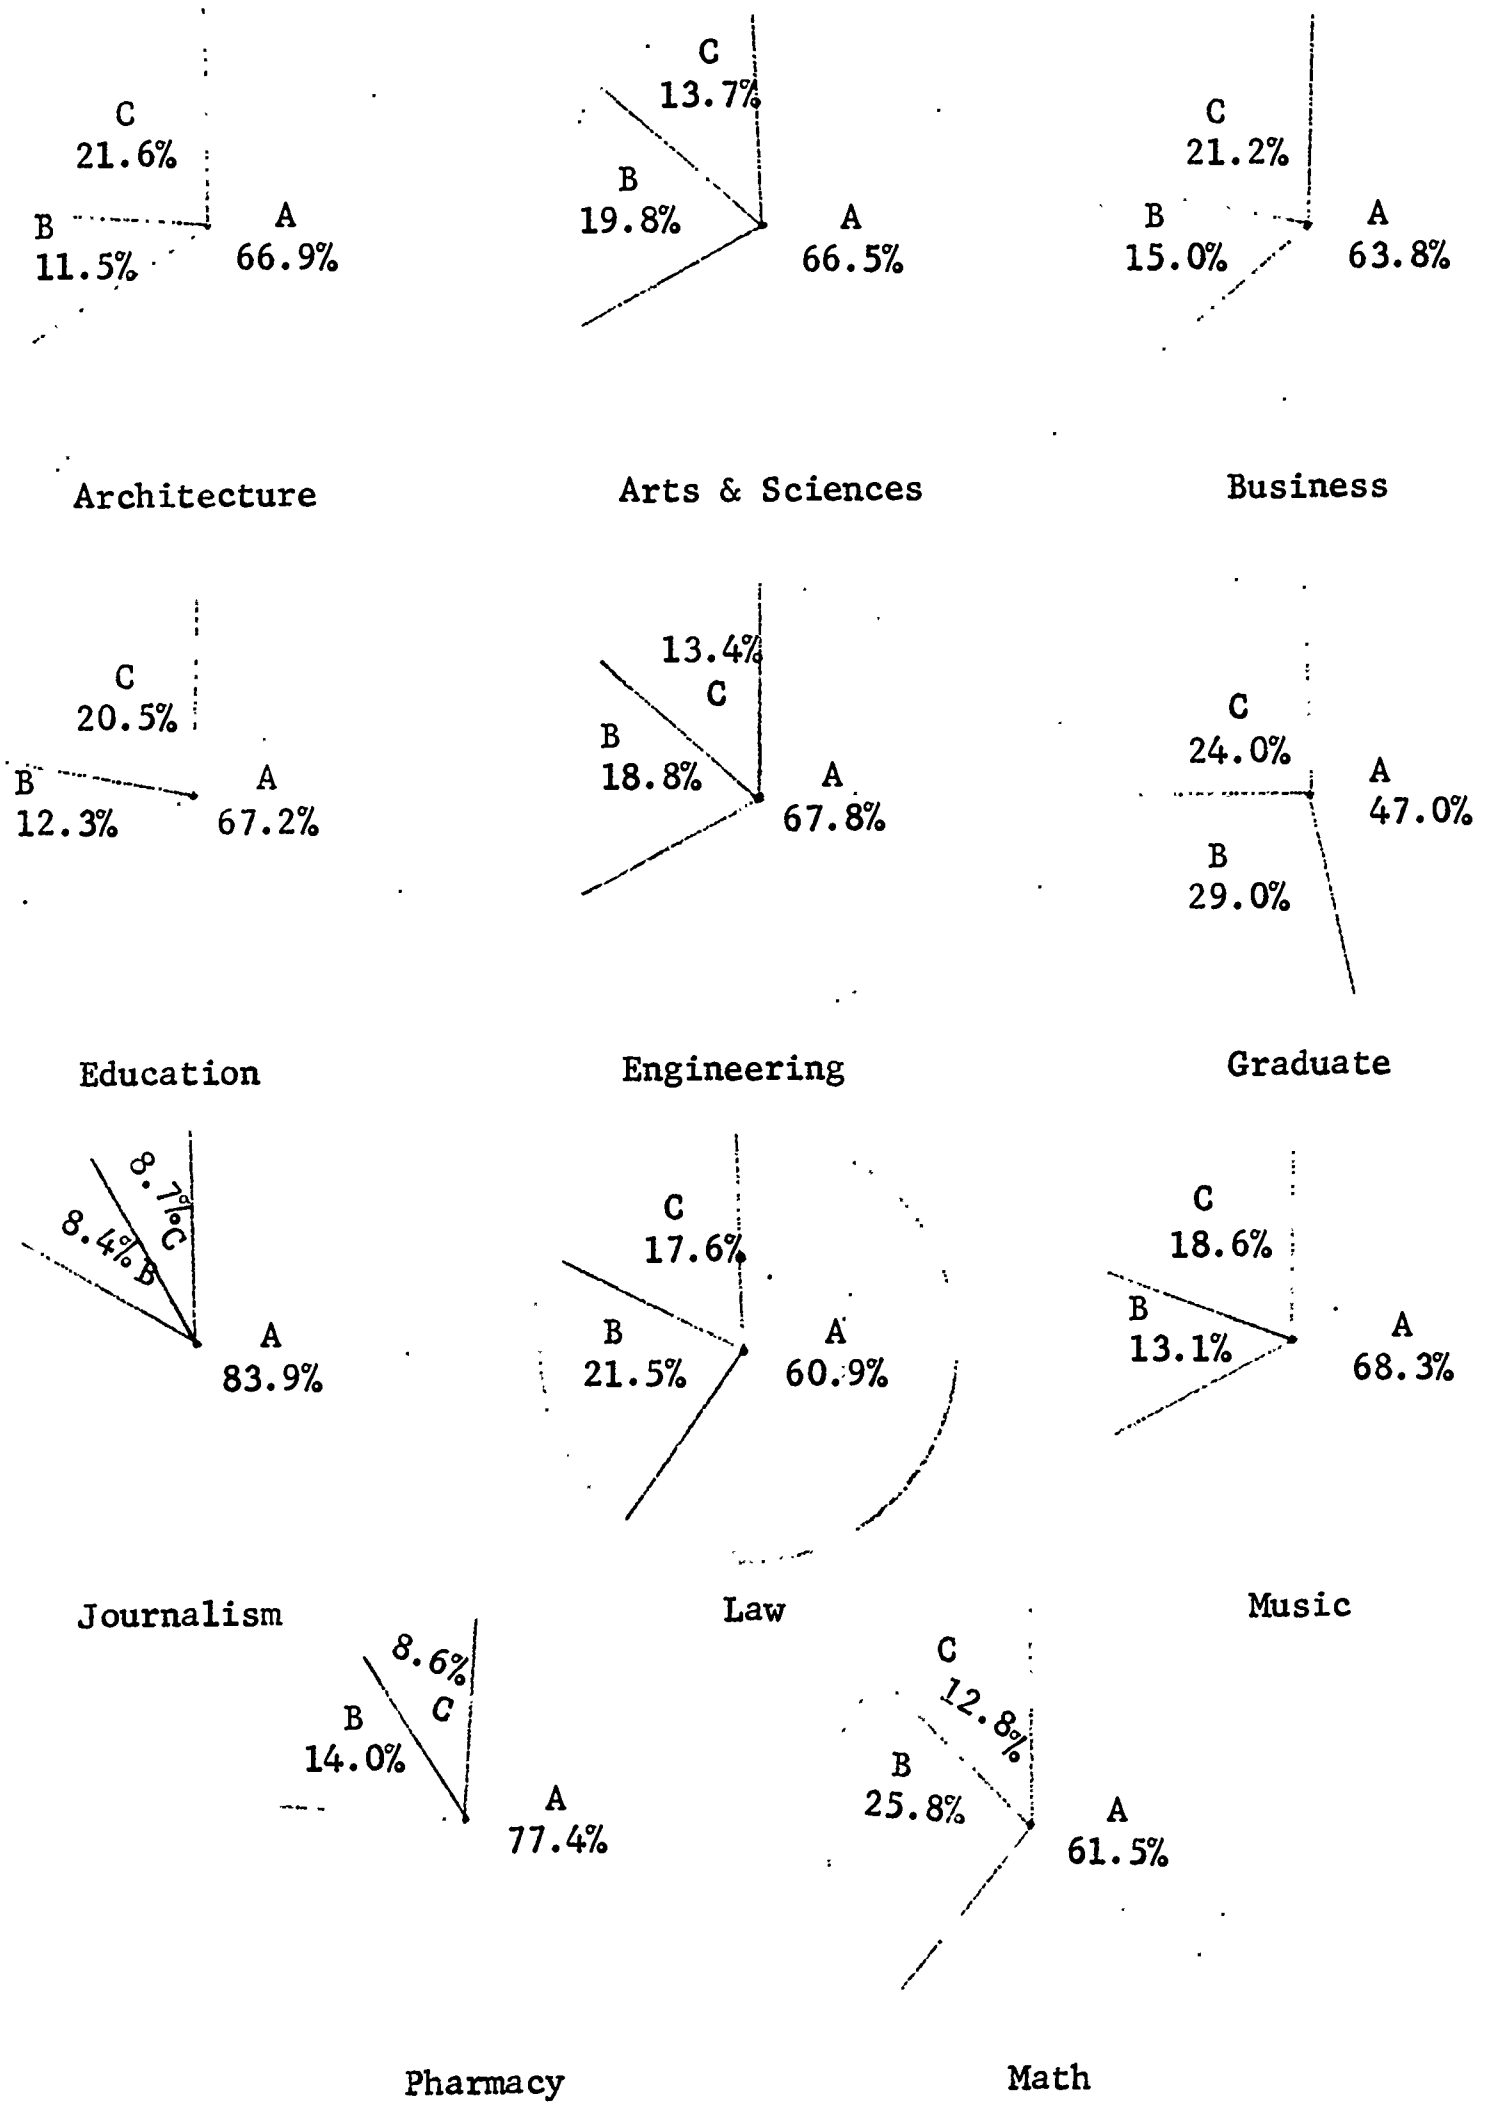 C
21.6%
B
11.5%
A
66.9%
Architecture
C
13.7%
B
19.8%
A
66.5%
Arts & Sciences
C
21.2%
B
15.0%
A
63.8%
Business
C
20.5%
B
12.3%
A
67.2%
Education
13.4%
C
B
18.8%
A
67.8%
Engineering
C
24.0%
A
47.0%
B
29.0%
Graduate
8.7% C
8.4% B
A
83.9%
Journalism
C
17.6%
B
21.5%
A
60.9%
Law
C
18.6%
B
13.1%
A
68.3%
Music
8.6%
C
B
14.0%
A
77.4%
Pharmacy
C
12.8%
B
25.8%
A
61.5%
Math